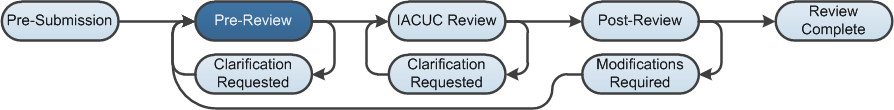 Pre-Submission
Pre-Review
IACUC Review
Post-Review
Review
Complete
Clarification
Requested
Clarification
Requested
Modifications
Required